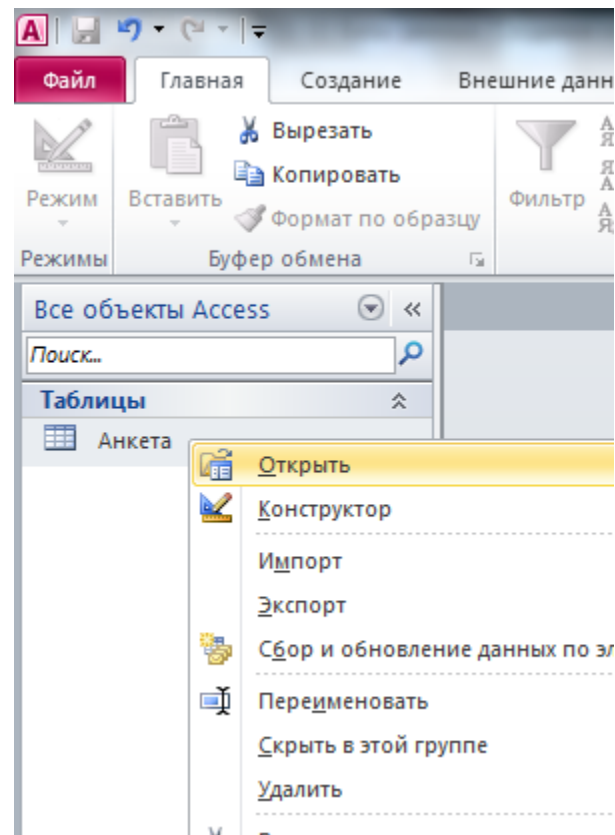 A
Файл Главная Создание Внешние данн
Вырезать
Копировать
Формат по образцу
Режим Вставить Фильтр
Режимы Буфер обмена
Все объекты Access
Поиск...
Таблицы
Анкета
Открыть
Конструктор
Импорт
Экспорт
Сбор и обновление данных по эл
Переименовать
Скрыть в этой группе
Удалить